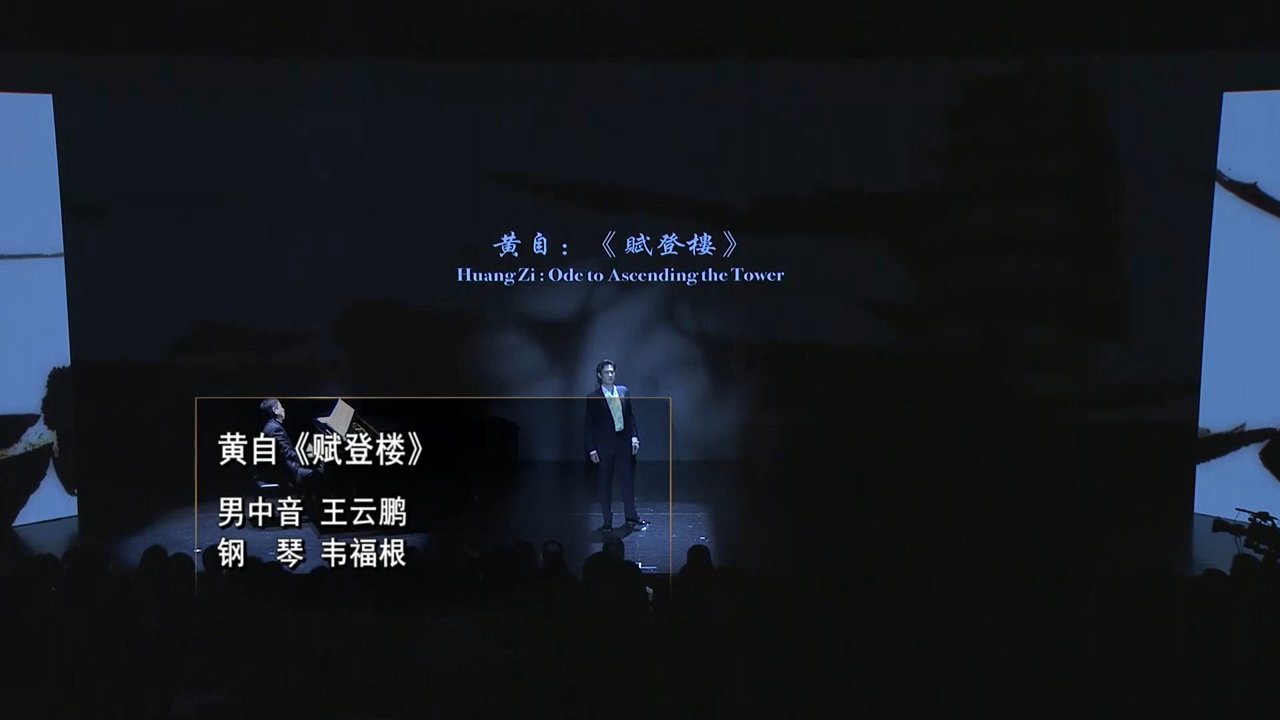 黄自：《赋登樓》
Huang Zi : Ode to Ascending the Tower
黄自《赋登楼》
男中音 王云鹏
钢 琴 韦福根